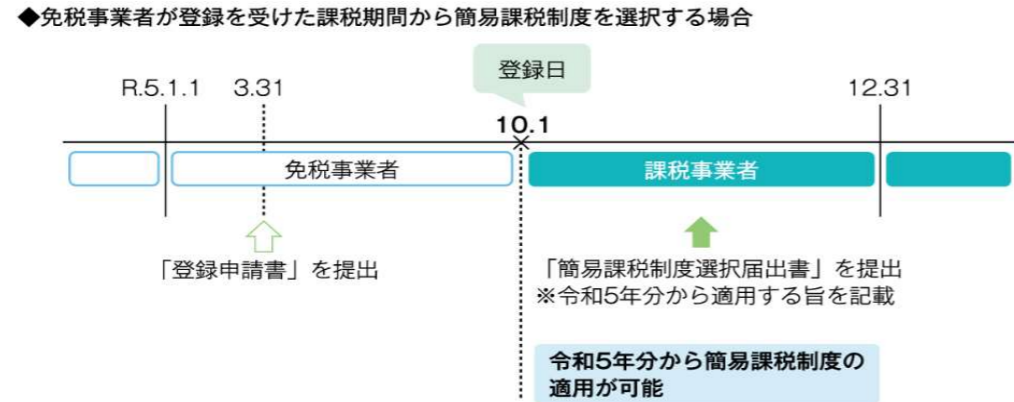 ◆免税事業者が登録を受けた課税期間から簡易課税制度を選択する場合
登録日
R.5.1.1
3.31
12.31
10.1
免税事業者
課税事業者
「登録申請書」を提出
「簡易課税制度選択届出書」を提出
※令和5年分から適用する旨を記載
令和5年分から簡易課税制度の
適用が可能